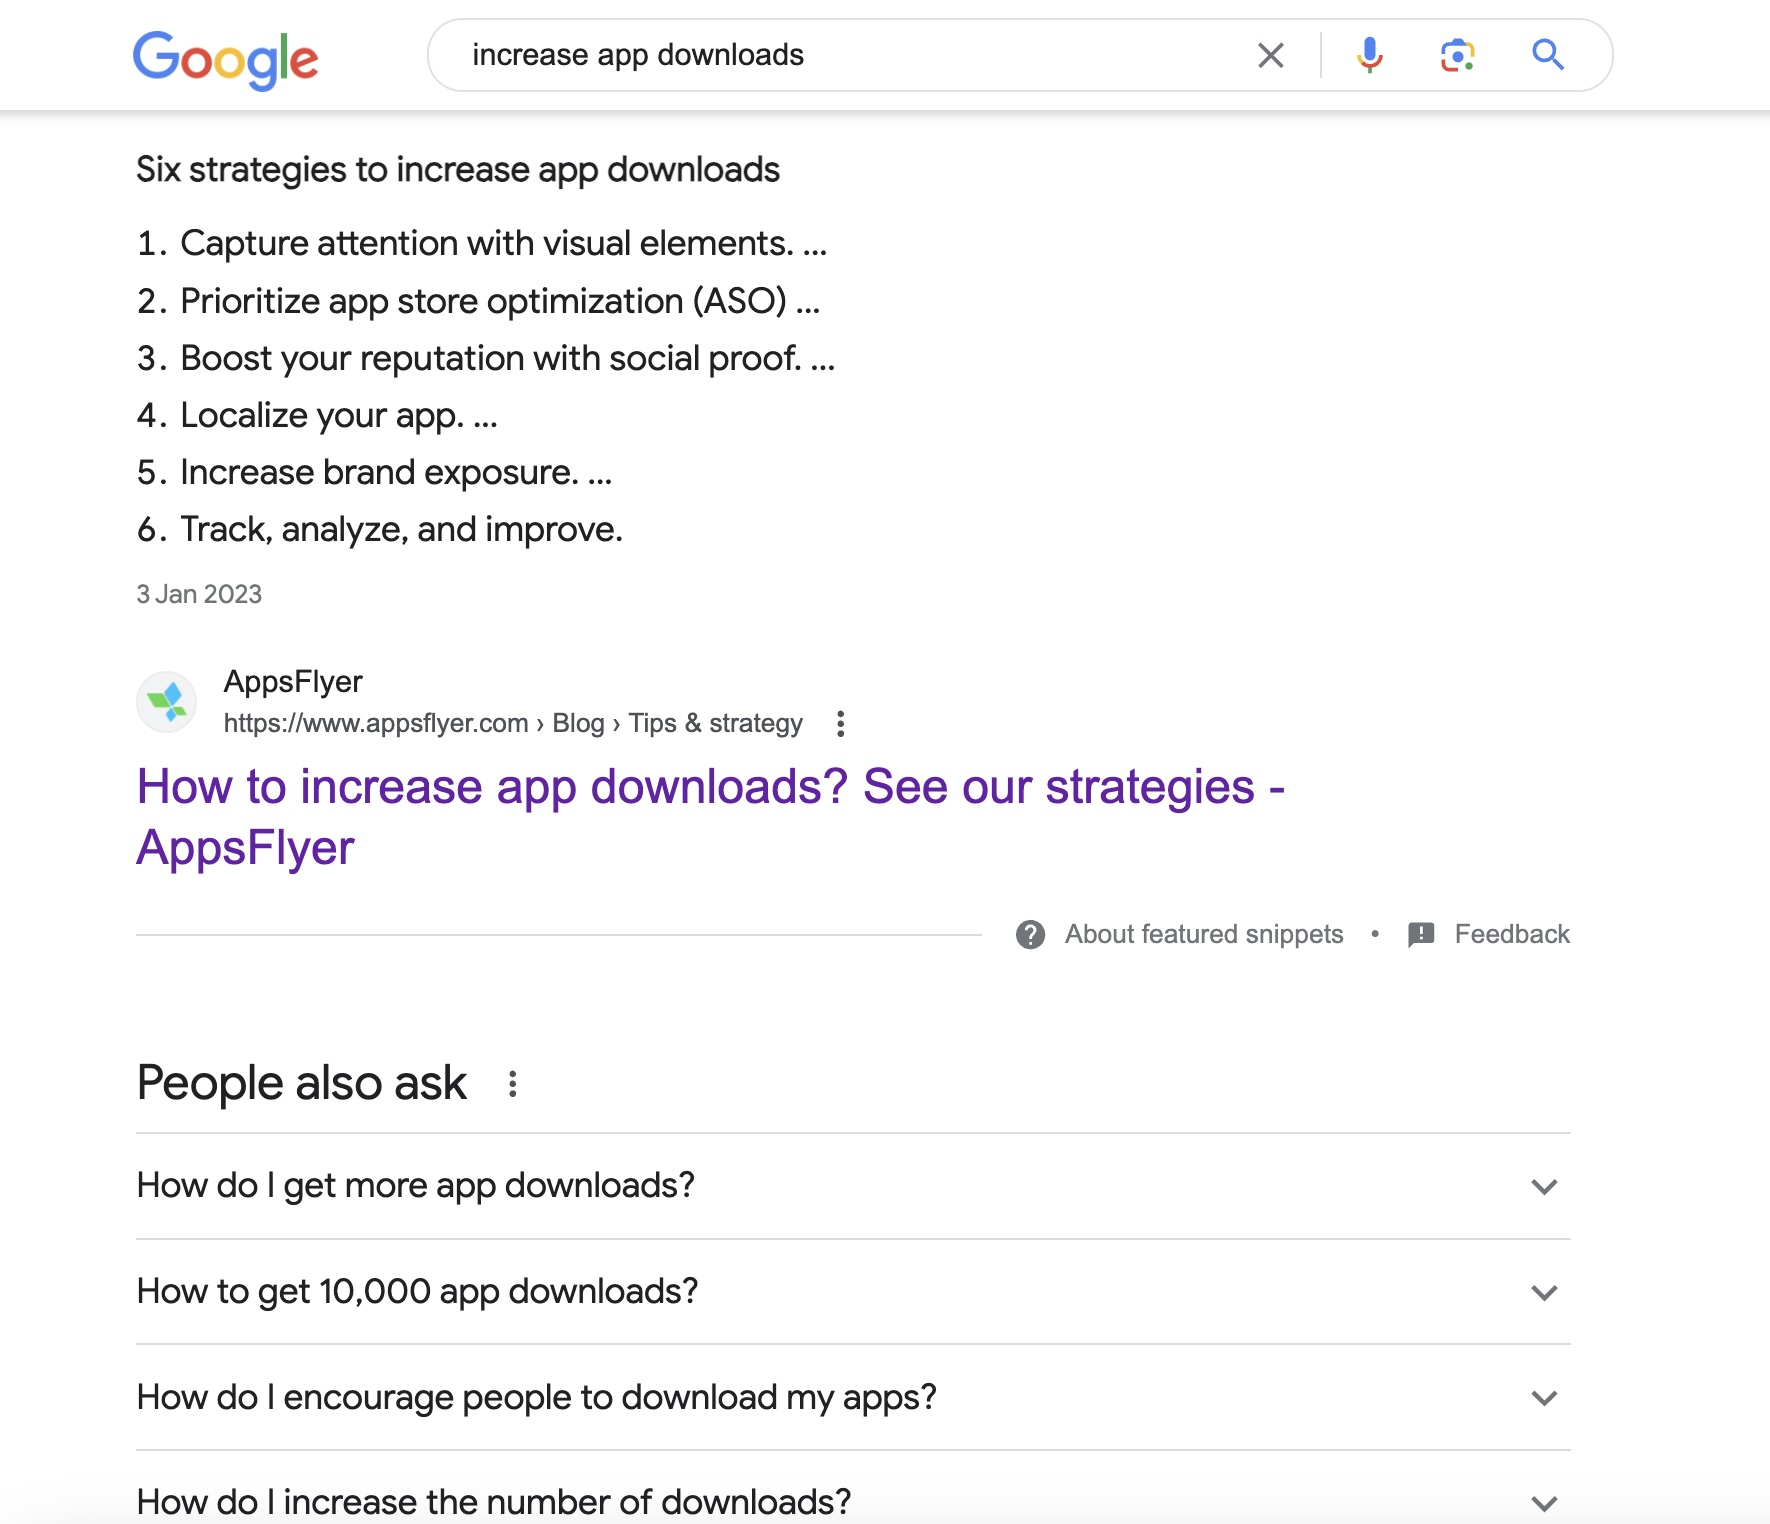 Google
increase app downloads
Six strategies to increase app downloads
1. Capture attention with visual elements. ...
2. Prioritize app store optimization (ASO) ...
3. Boost your reputation with social proof. ...
4. Localize your app. ...
5. Increase brand exposure. ...
6. Track, analyze, and improve.
3 Jan 2023
AppsFlyer
https://www.appsflyer.com › Blog › Tips & strategy
How to increase app downloads? See our strategies -
AppsFlyer
About featured snippets • Feedback
People also ask
How do I get more app downloads?
How to get 10,000 app downloads?
How do I encourage people to download my apps?
How do I increase the number of downloads?